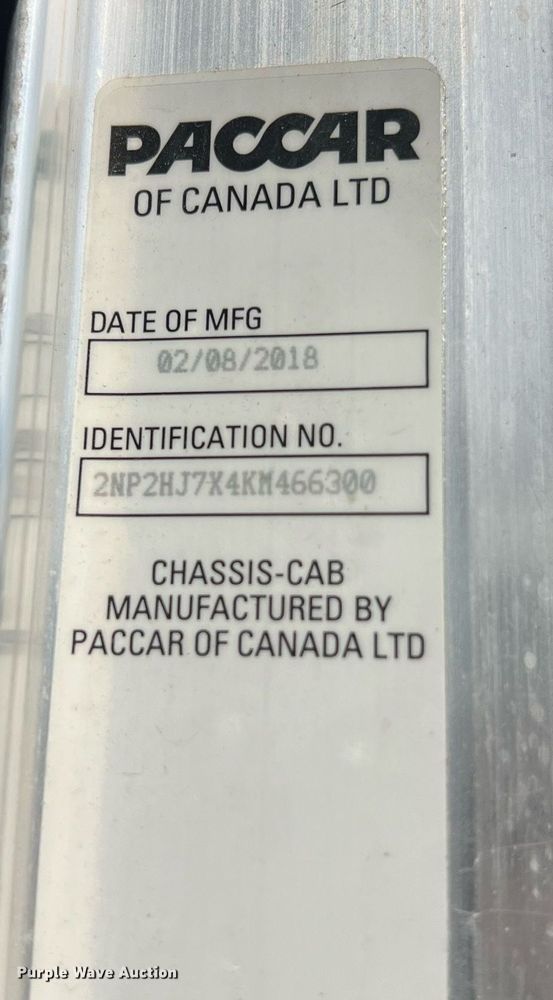 PACCAR
OF CANADA LTD
DATE OF MFG
02/08/2018
IDENTIFICATION NO.
2NP2HJ7X4KM466300
CHASSIS-CAB
MANUFACTURED BY
PACCAR OF CANADA LTD
Purple Wave Auction